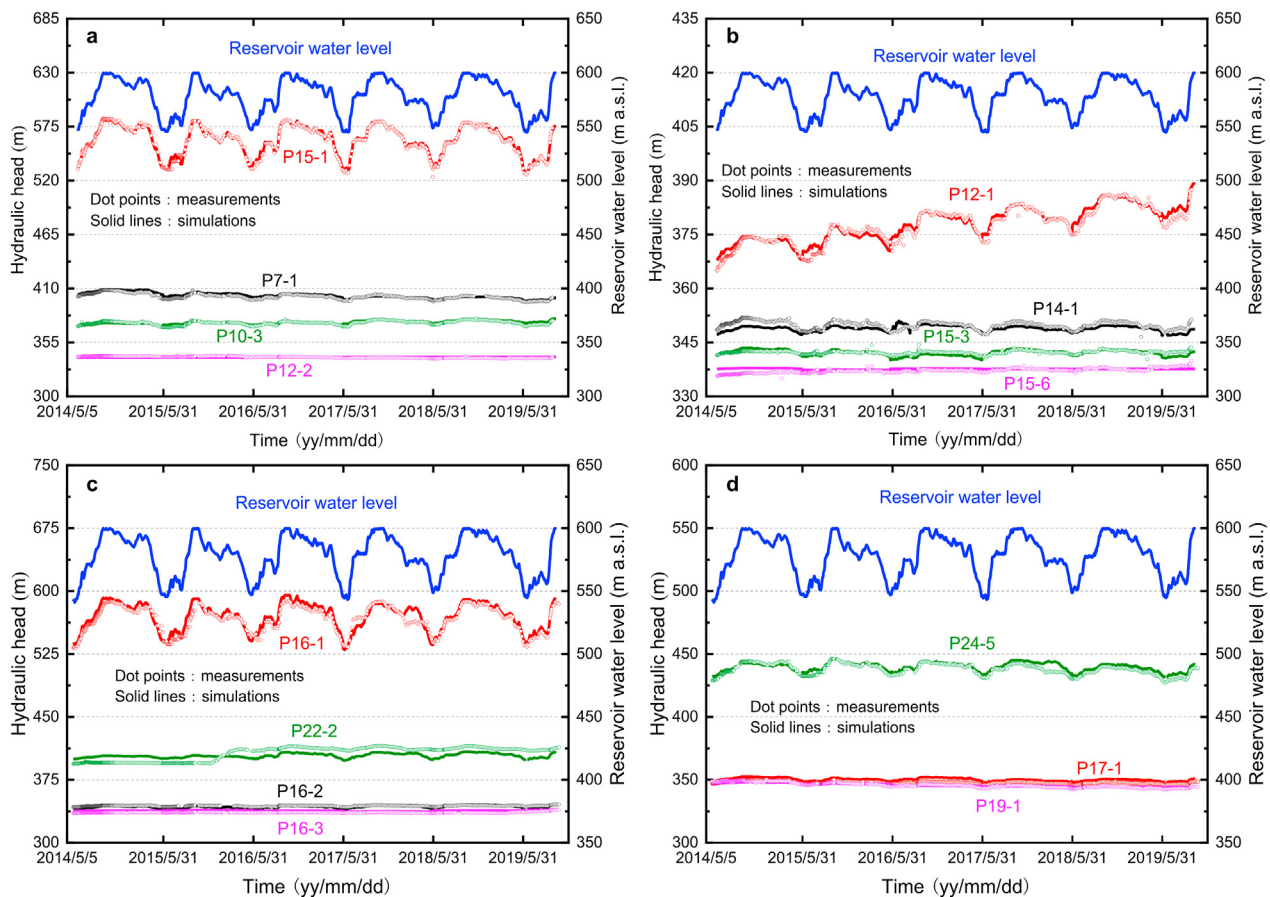 a
Reservoir water level
P15-1
Dot points : measurements
Solid lines : simulations
P7-1
P10-3
P12-2
685
630
575
520
465
410
355
300
Hydraulic head (m)
650
600
550
500
450
400
350
300
Reservoir water level (m a.s.l.)
2014/5/5 2015/5/31 2016/5/31 2017/5/31 2018/5/31 2019/5/31
Time (yy/mm/dd)
b
Reservoir water level
Dot points : measurements
Solid lines : simulations
P12-1
P14-1
P15-3
P15-6
435
420
405
390
375
360
345
330
Hydraulic head (m)
650
600
550
500
450
400
350
300
Reservoir water level (m a.s.l.)
2014/5/5 2015/5/31 2016/5/31 2017/5/31 2018/5/31 2019/5/31
Time (yy/mm/dd)
c
Reservoir water level
P16-1
Dot points : measurements
Solid lines : simulations
P22-2
P16-2
P16-3
750
675
600
525
450
375
300
Hydraulic head (m)
650
600
550
500
450
400
350
Reservoir water level (m a.s.l.)
2014/5/5 2015/5/31 2016/5/31 2017/5/31 2018/5/31 2019/5/31
Time (yy/mm/dd)
d
Reservoir water level
P24-5
Dot points : measurements
Solid lines : simulations
P17-1
P19-1
600
550
500
450
400
350
300
Hydraulic head (m)
650
600
550
500
450
400
350
Reservoir water level (m a.s.l.)
2014/5/5 2015/5/31 2016/5/31 2017/5/31 2018/5/31 2019/5/31
Time (yy/mm/dd)